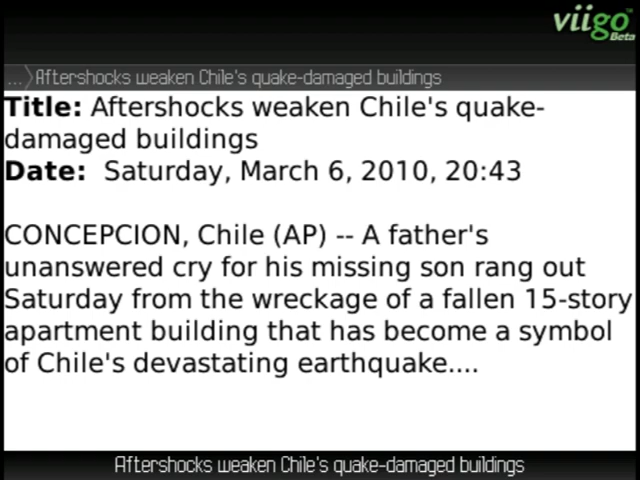 viigo
Beta
...〉Aftershocks weaken Chile's quake-damaged buildings
Title: Aftershocks weaken Chile's quake-
damaged buildings
Date:  Saturday, March 6, 2010, 20:43
CONCEPCION, Chile (AP) -- A father's
unanswered cry for his missing son rang out
Saturday from the wreckage of a fallen 15-story
apartment building that has become a symbol
of Chile's devastating earthquake....
Aftershocks weaken Chile's quake-damaged buildings